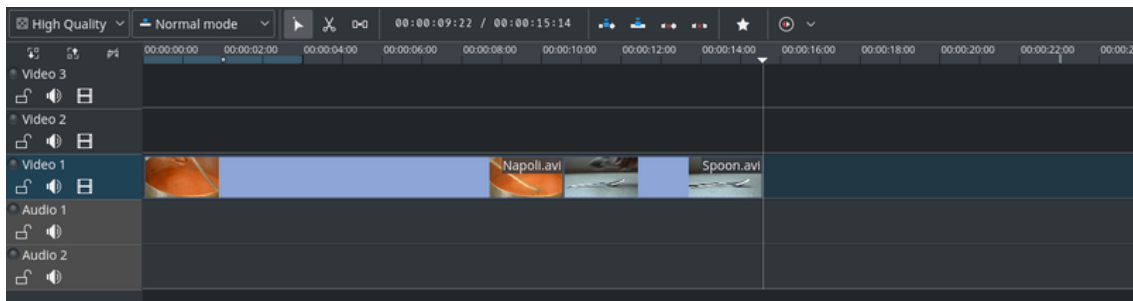 High Quality Normal mode 00:00:09:22 / 00:00:15:14
00:00:00:00 00:00:02:00 00:00:04:00 00:00:06:00 00:00:08:00 00:00:10:00 00:00:12:00 00:00:14:00 00:00:16:00 00:00:18:00 00:00:20:00 00:00:22:00 00:00:2
Video 3
Video 2
Video 1 Napoli.avi Spoon.avi
Audio 1
Audio 2